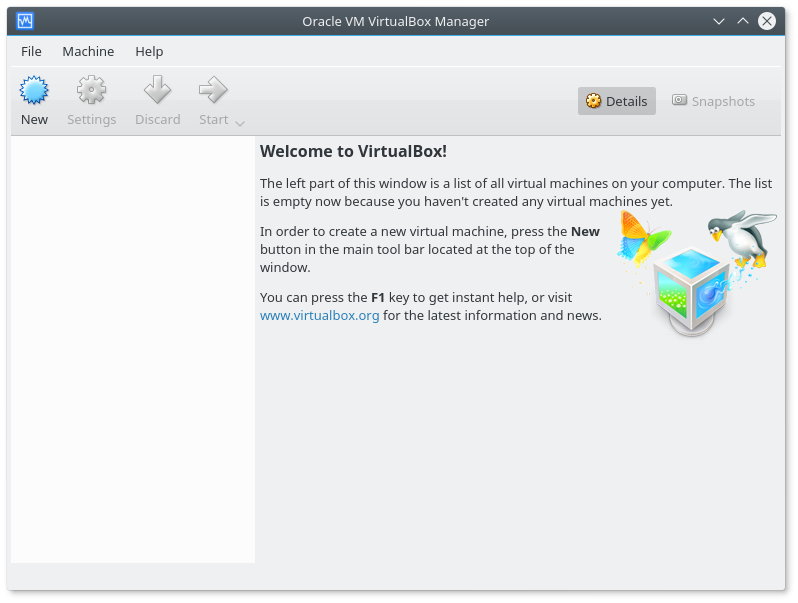 Oracle VM VirtualBox Manager
File Machine Help
New Settings Discard Start Details Snapshots
Welcome to VirtualBox!
The left part of this window is a list of all virtual machines on your computer. The list
is empty now because you haven't created any virtual machines yet.
In order to create a new virtual machine, press the New
button in the main tool bar located at the top of the
window.
You can press the F1 key to get instant help, or visit
www.virtualbox.org for the latest information and news.